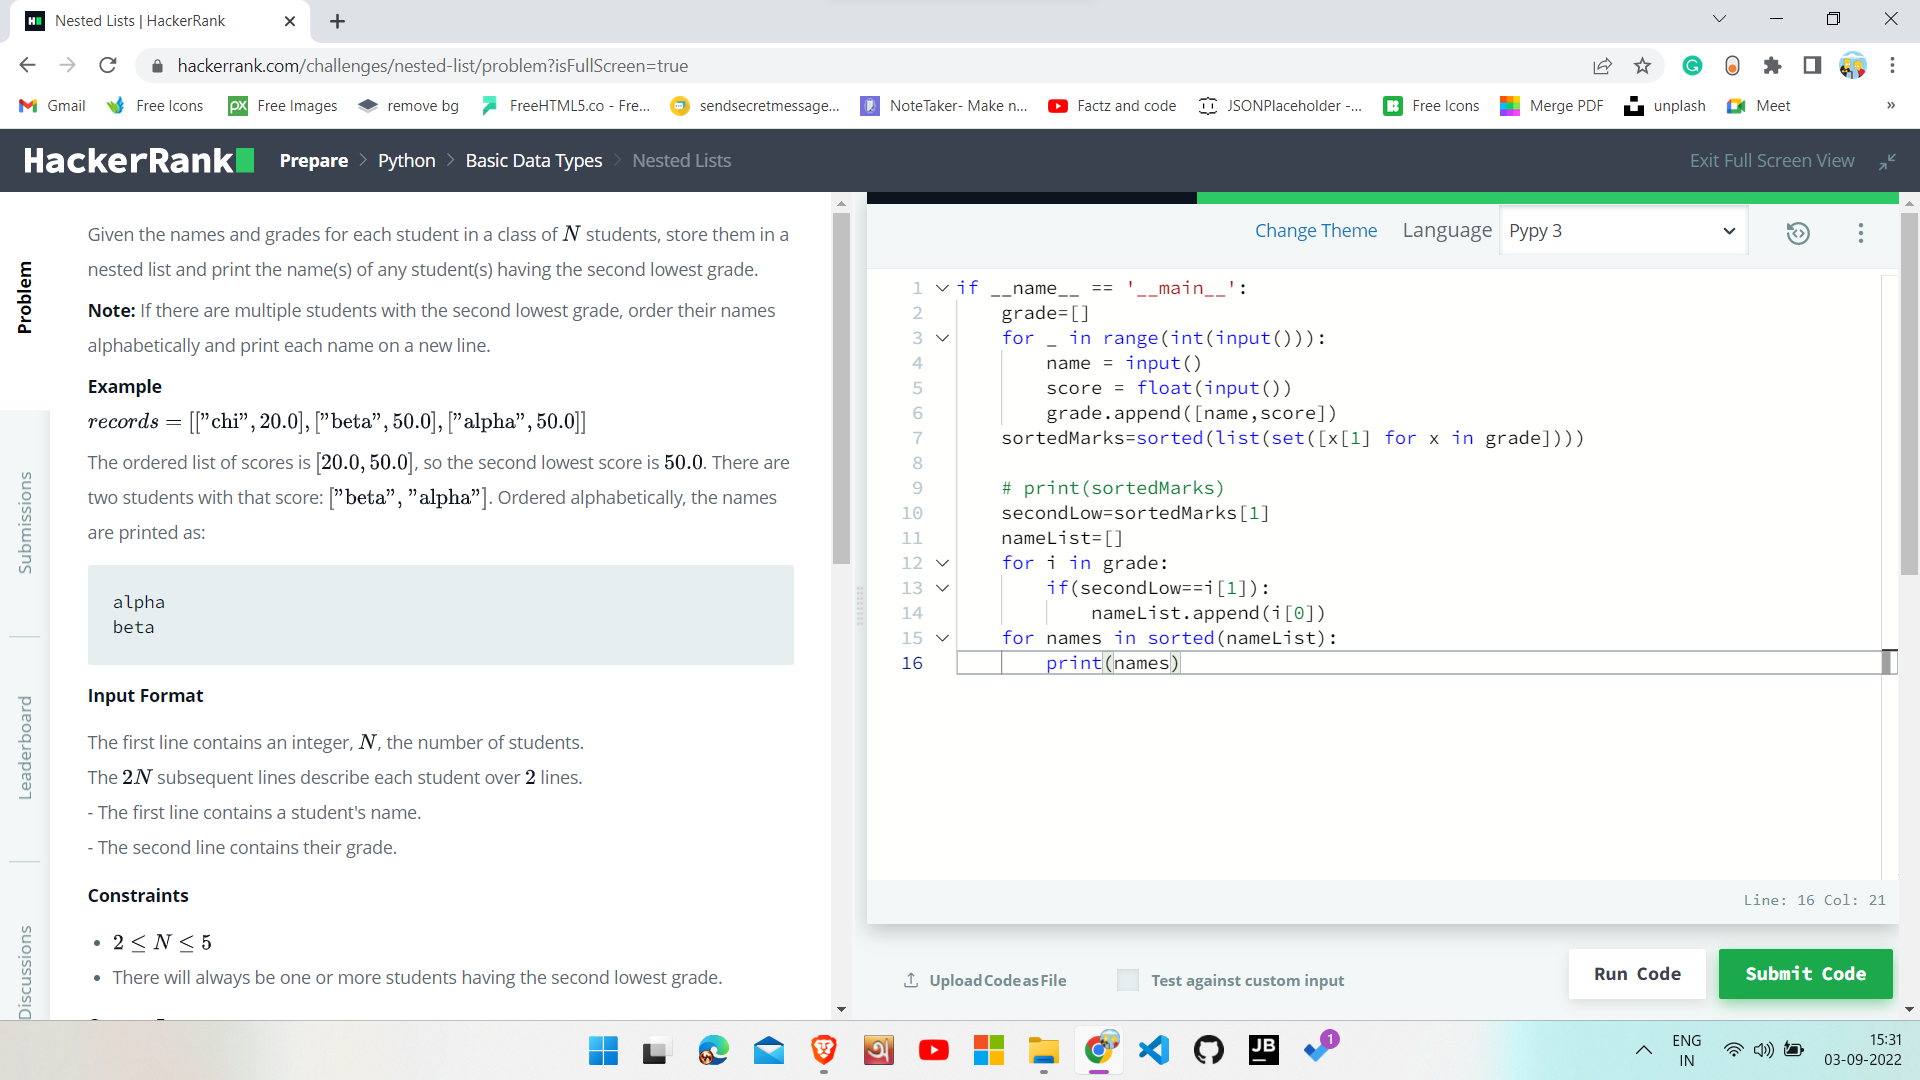 Nested Lists | HackerRank
hackerrank.com/challenges/nested-list/problem?isFullScreen=true
Gmail Free Icons Free Images remove bg FreeHTML5.co - Fre... sendsecretmessage... NoteTaker- Make n... Factz and code JSONPlaceholder -... Free Icons Merge PDF unplash Meet »
HackerRank Prepare > Python > Basic Data Types > Nested Lists Exit Full Screen View
Problem
Submissions
Leaderboard
Discussions
Given the names and grades for each student in a class of N students, store them in a
nested list and print the name(s) of any student(s) having the second lowest grade.
Note: If there are multiple students with the second lowest grade, order their names
alphabetically and print each name on a new line.
Example
records = [["chi", 20.0], ["beta", 50.0], ["alpha", 50.0]]
The ordered list of scores is [20.0, 50.0], so the second lowest score is 50.0. There are
two students with that score: ["beta", "alpha"]. Ordered alphabetically, the names
are printed as:
alpha
beta
Input Format
The first line contains an integer, N, the number of students.
The 2N subsequent lines describe each student over 2 lines.
- The first line contains a student's name.
- The second line contains their grade.
Constraints
• 2 ≤ N ≤ 5
• There will always be one or more students having the second lowest grade.
Change Theme Language Pypy 3
1 if __name__ == '__main__':
2 grade=[]
3 for _ in range(int(input())):
4 name = input()
5 score = float(input())
6 grade.append([name,score])
7 sortedMarks=sorted(list(set([x[1] for x in grade])))
8
9 # print(sortedMarks)
10 secondLow=sortedMarks[1]
11 nameList=[]
12 for i in grade:
13 if(secondLow==i[1]):
14 nameList.append(i[0])
15 for names in sorted(nameList):
16 print(names)
Line: 16 Col: 21
Upload Code as File Test against custom input Run Code Submit Code
JB 1
ENG
IN
15:31
03-09-2022